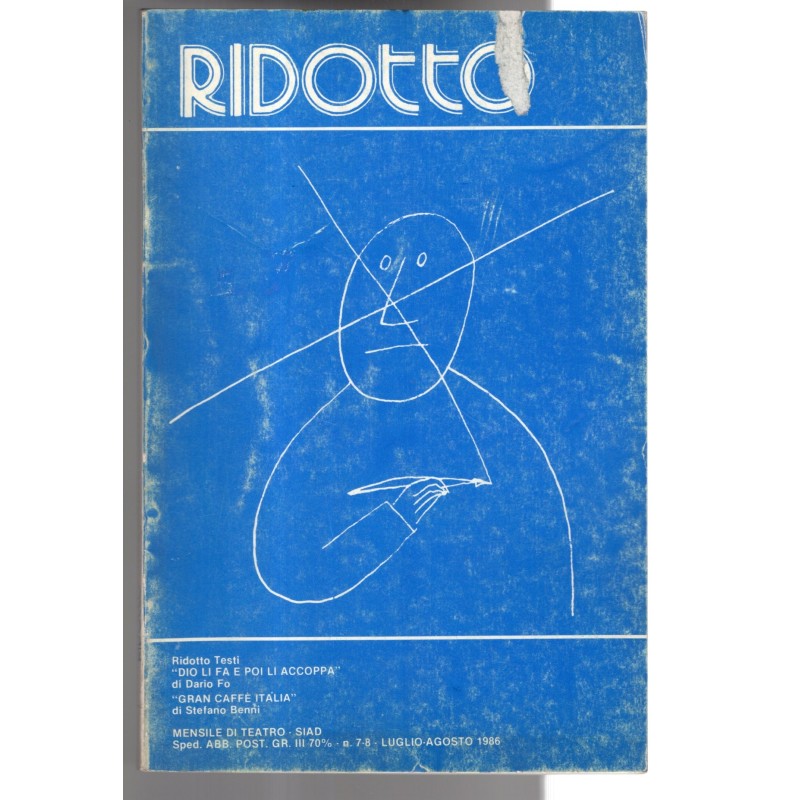 RIDOTTO
Ridotto Testi
"DIO LI FA E POI LI ACCOPPA"
di Dario Fo
"GRAN CAFFÈ ITALIA"
di Stefano Benni
MENSILE DI TEATRO - SIAD
Sped. ABB. POST. GR. III 70% - n. 7-8 - LUGLIO-AGOSTO 1986